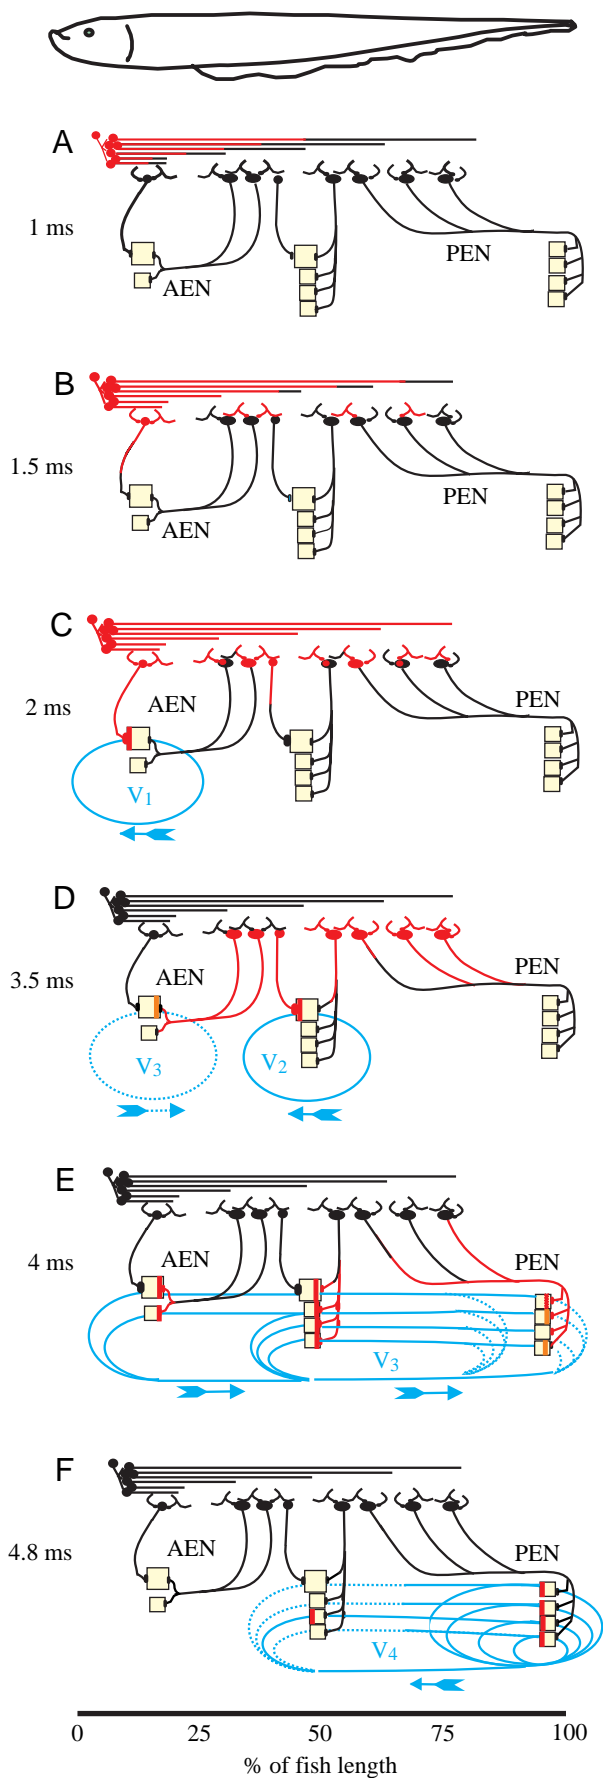 A
1 ms
AEN
PEN
B
1.5 ms
AEN
PEN
C
2 ms
AEN
PEN
V1
D
3.5 ms
AEN
PEN
V3
V2
E
4 ms
AEN
PEN
V3
F
4.8 ms
AEN
PEN
V4
0 25 50 75 100
% of fish length